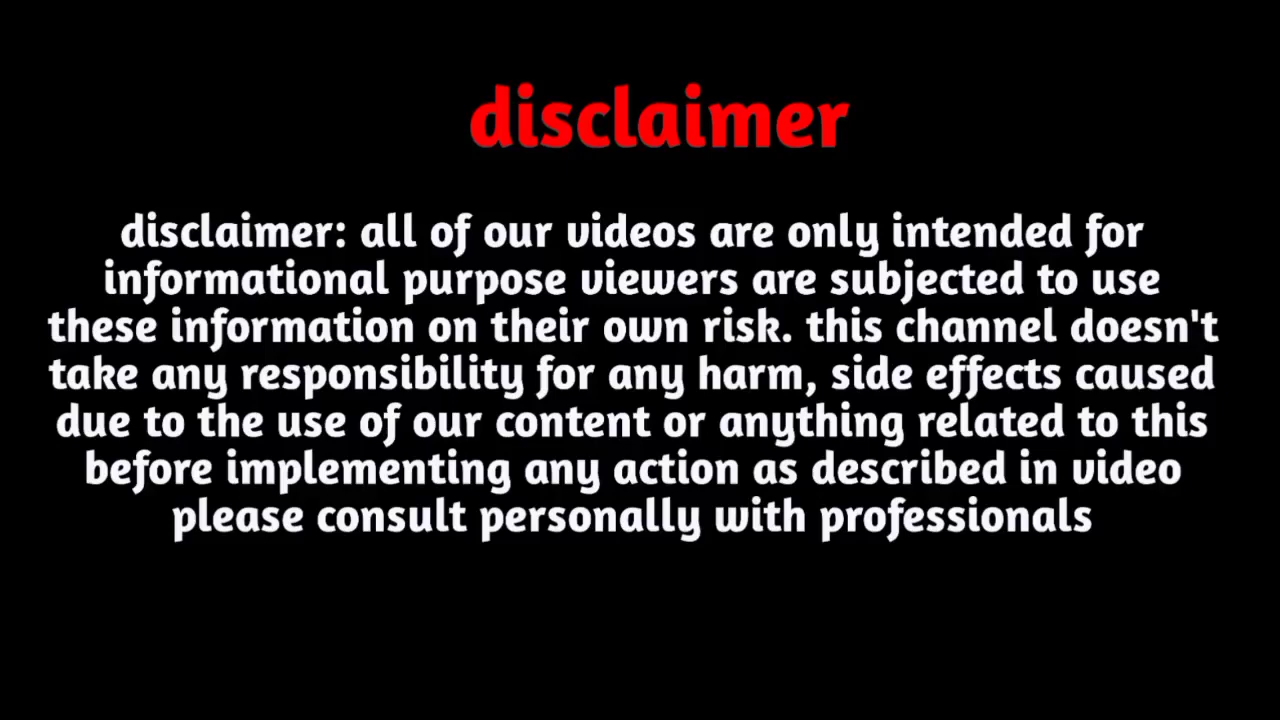 disclaimer
disclaimer: all of our videos are only intended for
informational purpose viewers are subjected to use
these information on their own risk. this channel doesn't
take any responsibility for any harm, side effects caused
due to the use of our content or anything related to this
before implementing any action as described in video
please consult personally with professionals